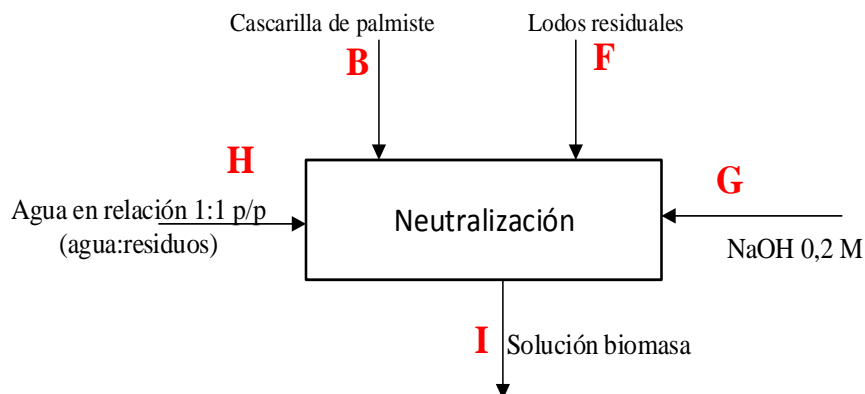 Cascarilla de palmiste
Lodos residuales
B
F
H
G
Agua en relación 1:1 p/p
(agua:residuos)
Neutralización
NaOH 0,2 M
I
Solución biomasa